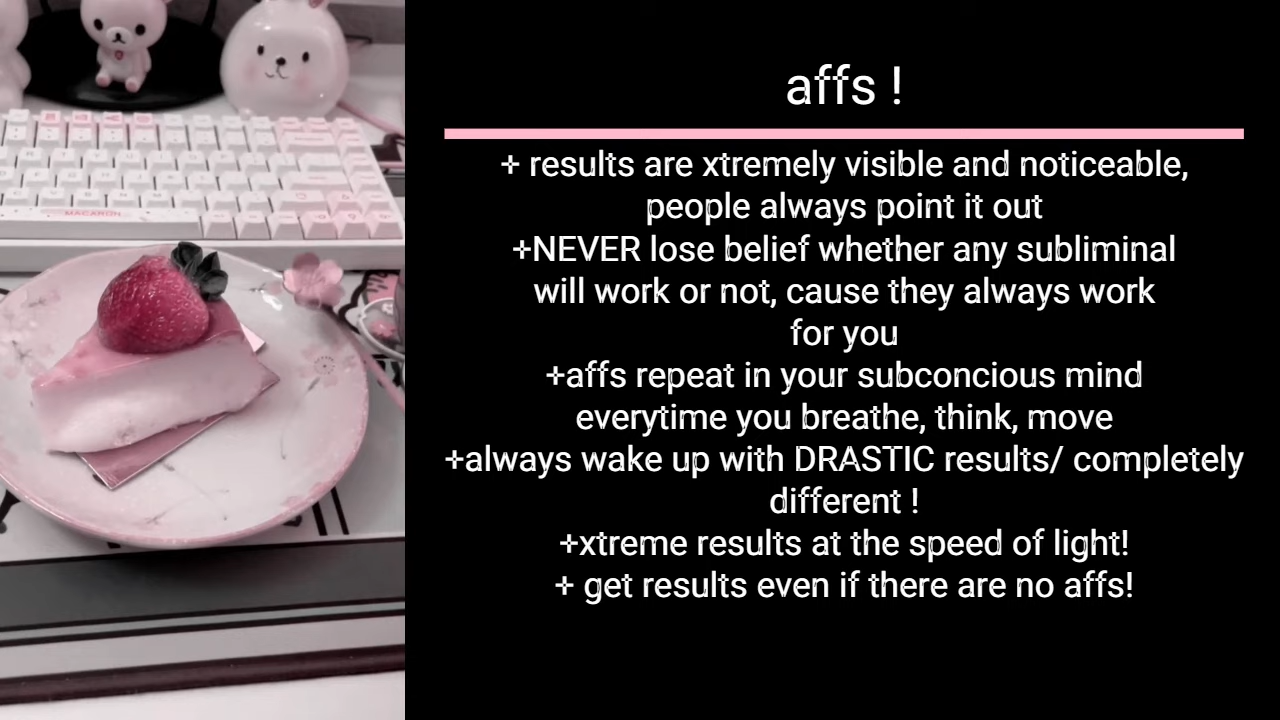 affs !
+ results are xtremely visible and noticeable,
people always point it out
+NEVER lose belief whether any subliminal
will work or not, cause they always work
for you
+affs repeat in your subconcious mind
everytime you breathe, think, move
+always wake up with DRASTIC results/ completely
different !
+xtreme results at the speed of light!
+ get results even if there are no affs!
MACARON